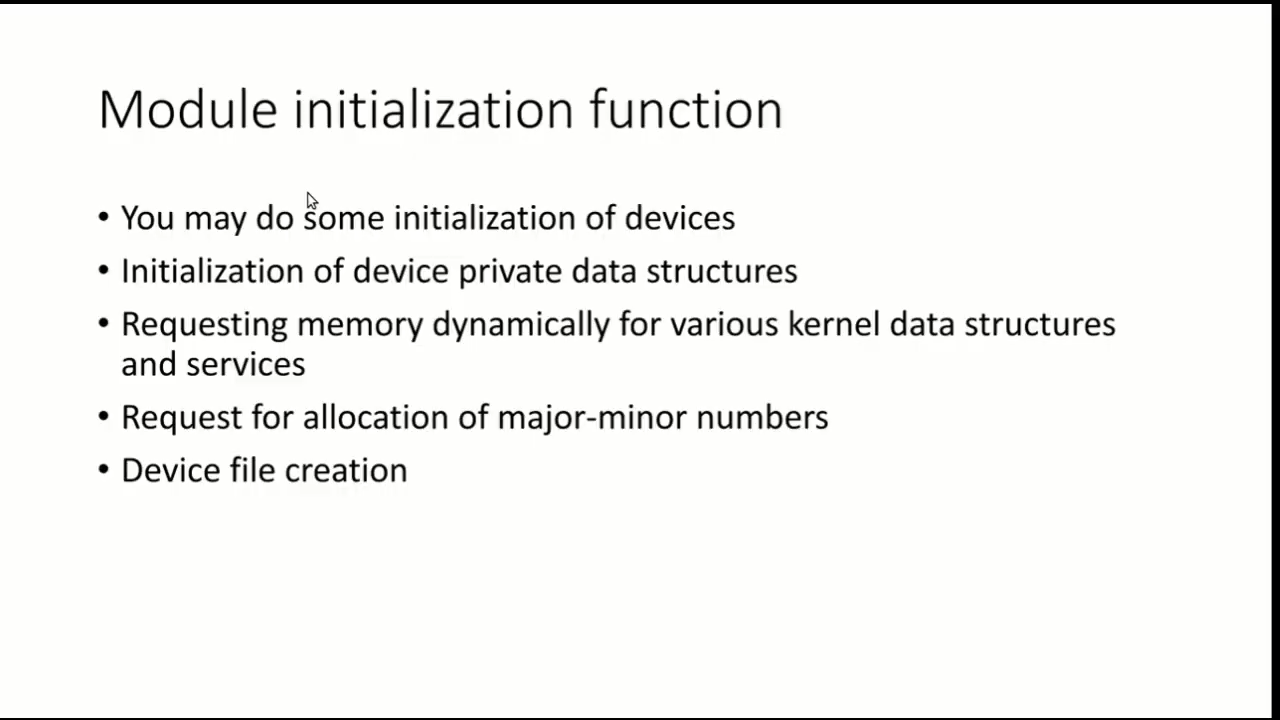 Module initialization function
• You may do some initialization of devices
• Initialization of device private data structures
• Requesting memory dynamically for various kernel data structures
and services
• Request for allocation of major-minor numbers
• Device file creation